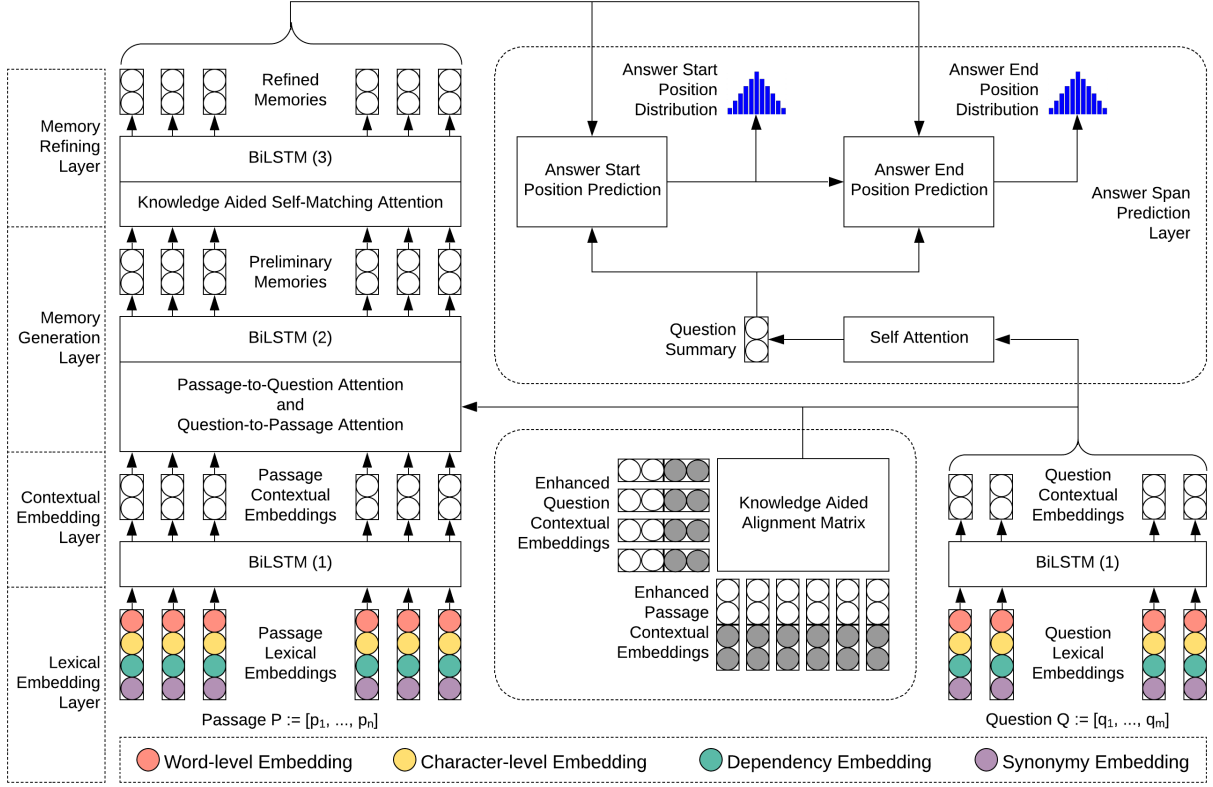 Memory
Refining
Layer
Refined
Memories
BiLSTM (3)
Knowledge Aided Self-Matching Attention
Memory
Generation
Layer
Preliminary
Memories
BiLSTM (2)
Passage-to-Question Attention
and
Question-to-Passage Attention
Contextual
Embedding
Layer
Passage
Contextual
Embeddings
BiLSTM (1)
Lexical
Embedding
Layer
Passage
Lexical
Embeddings
Passage P := [p₁, ..., pₙ]
Answer Start
Position
Distribution
Answer End
Position
Distribution
Answer Start
Position Prediction
Answer End
Position Prediction
Answer Span
Prediction
Layer
Question
Summary
Self Attention
Enhanced
Question
Contextual
Embeddings
Knowledge Aided
Alignment Matrix
Enhanced
Passage
Contextual
Embeddings
Question
Contextual
Embeddings
BiLSTM (1)
Question
Lexical
Embeddings
Question Q := [q₁, ..., qₘ]
Word-level Embedding
Character-level Embedding
Dependency Embedding
Synonymy Embedding